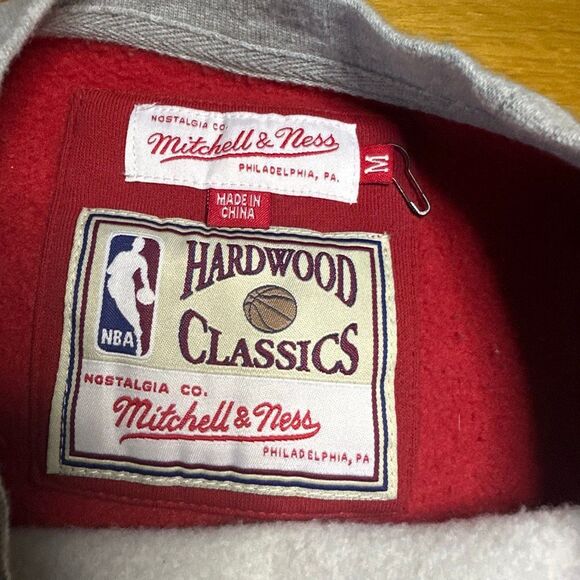 NOSTALGIA CO.
Mitchell & Ness
PHILADELPHIA, PA.
M
MADE IN
CHINA
HARDWOOD
CLASSICS
NBA
NOSTALGIA CO.
Mitchell & Ness
PHILADELPHIA, PA